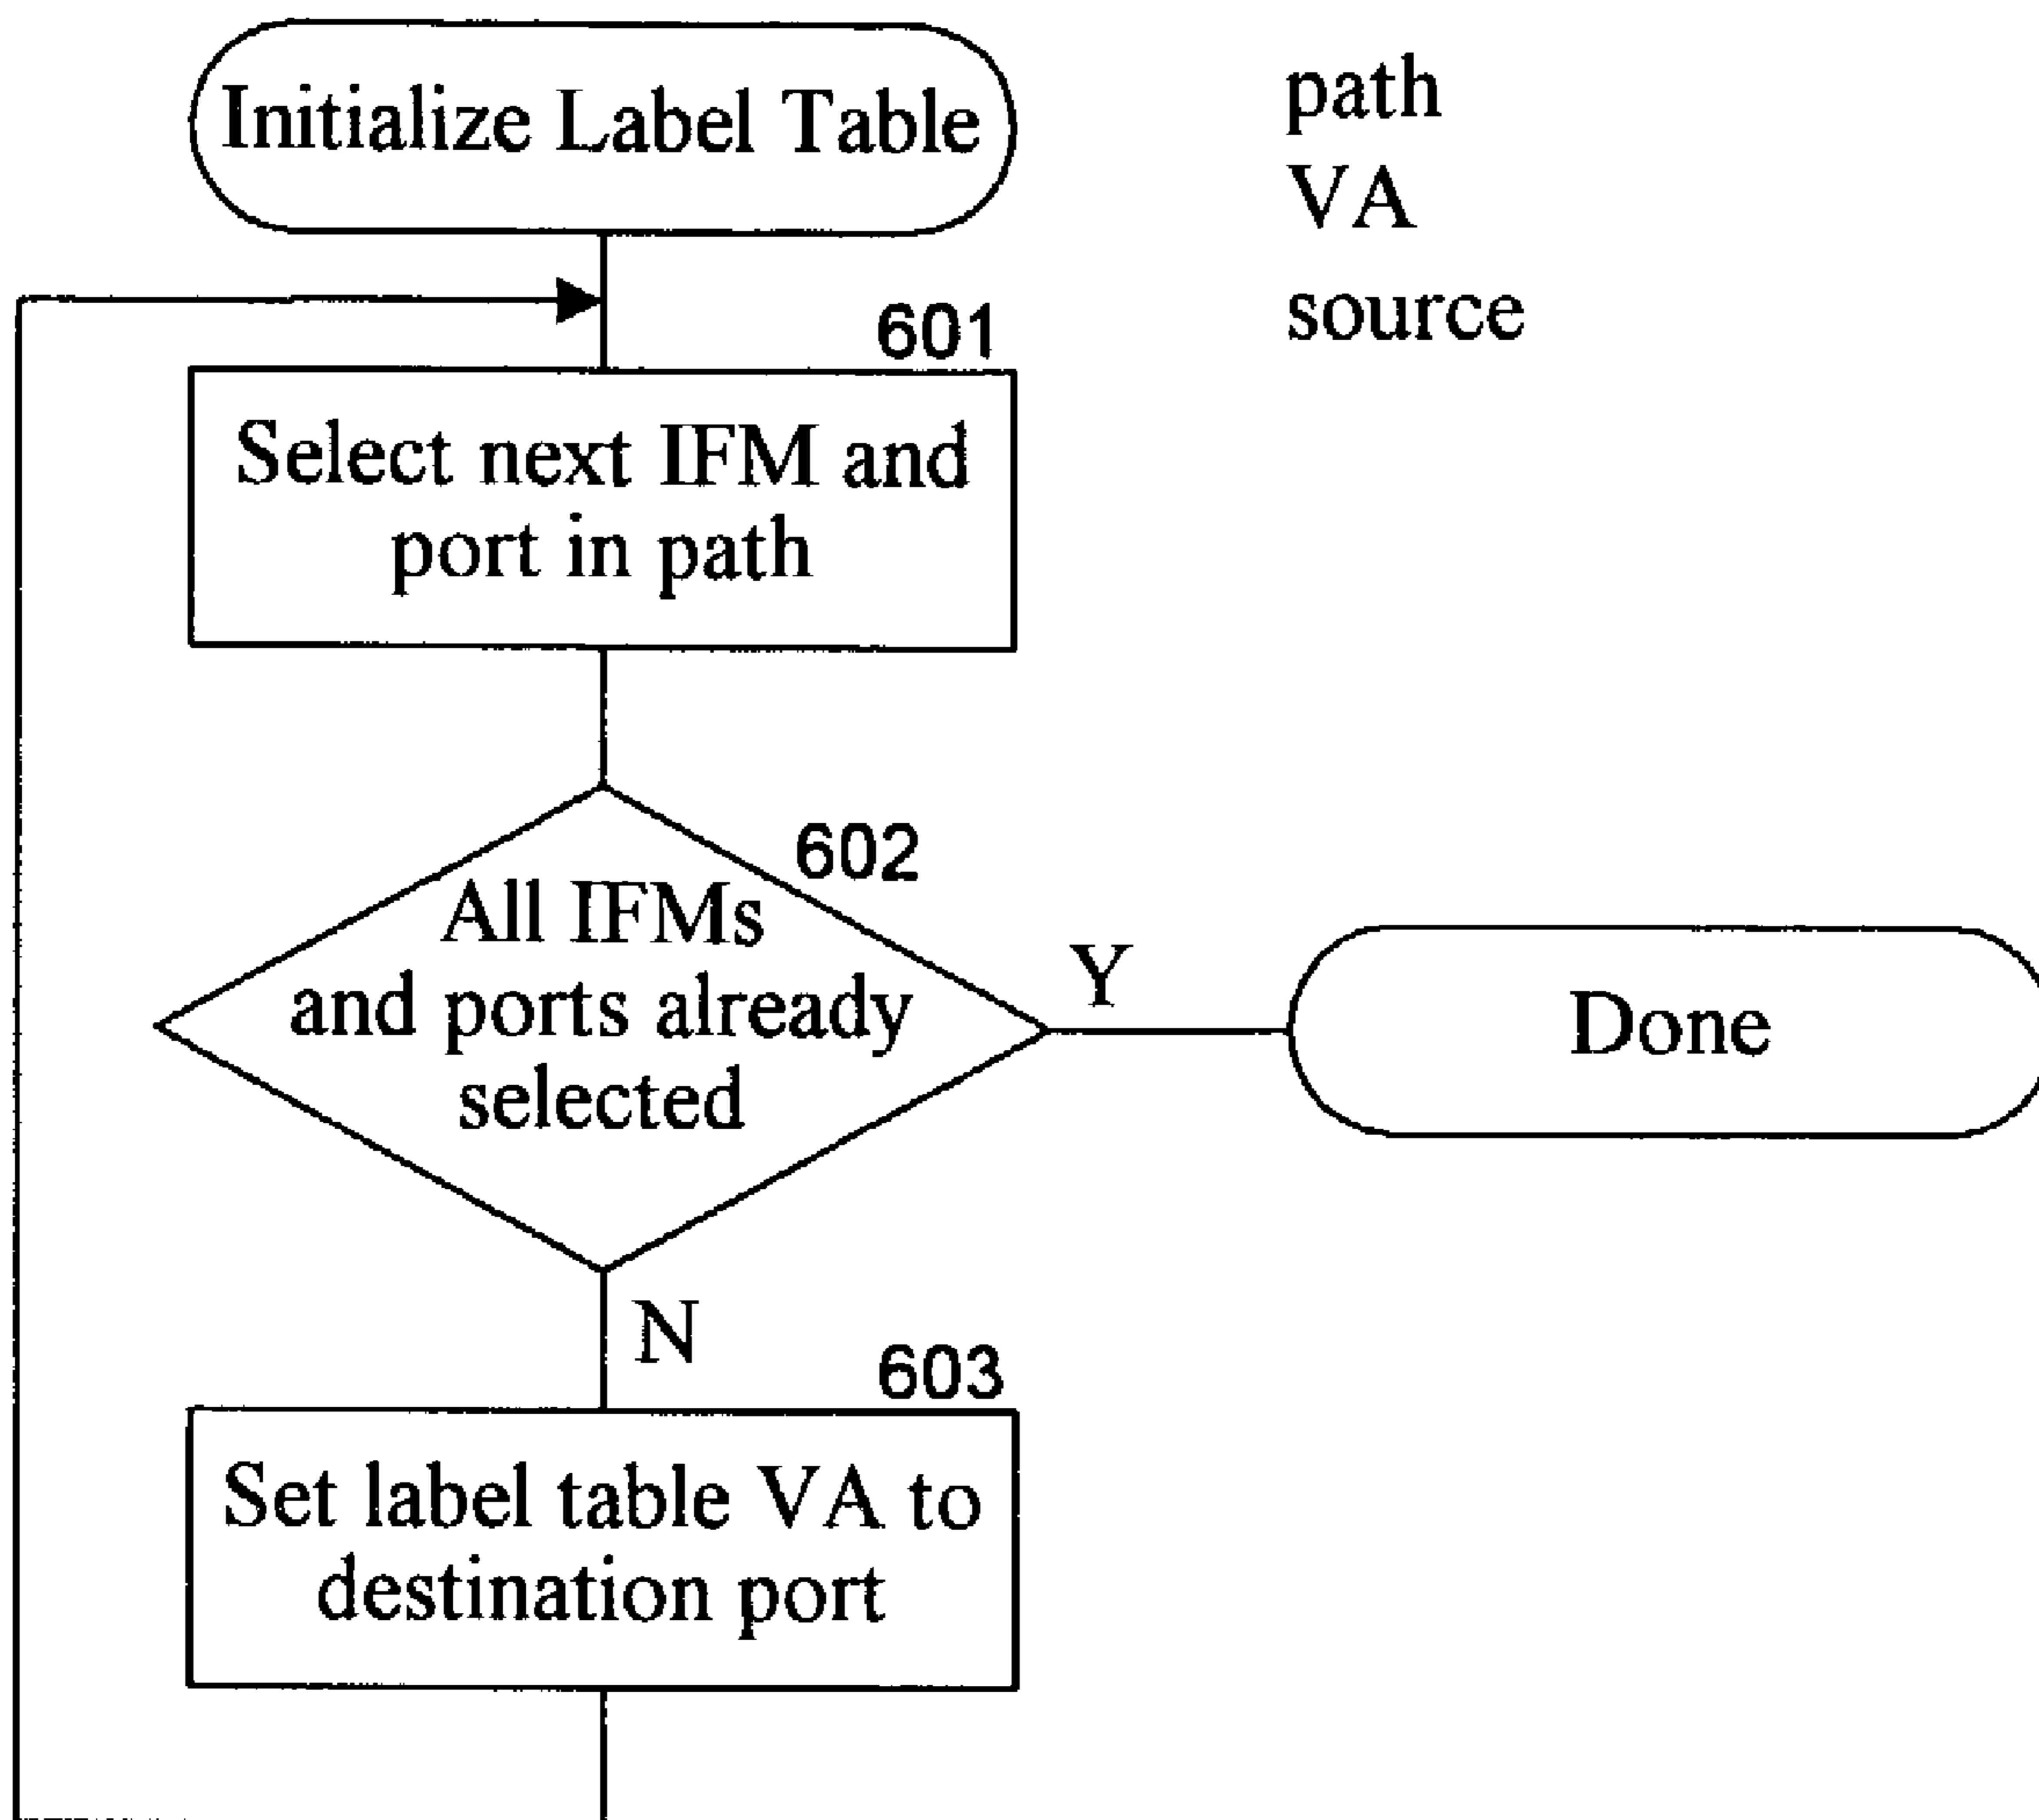 Initialize Label Table
path
VA
source
601
Select next IFM and
port in path
602
All IFMs
and ports already
selected
Y
Done
N
603
Set label table VA to
destination port